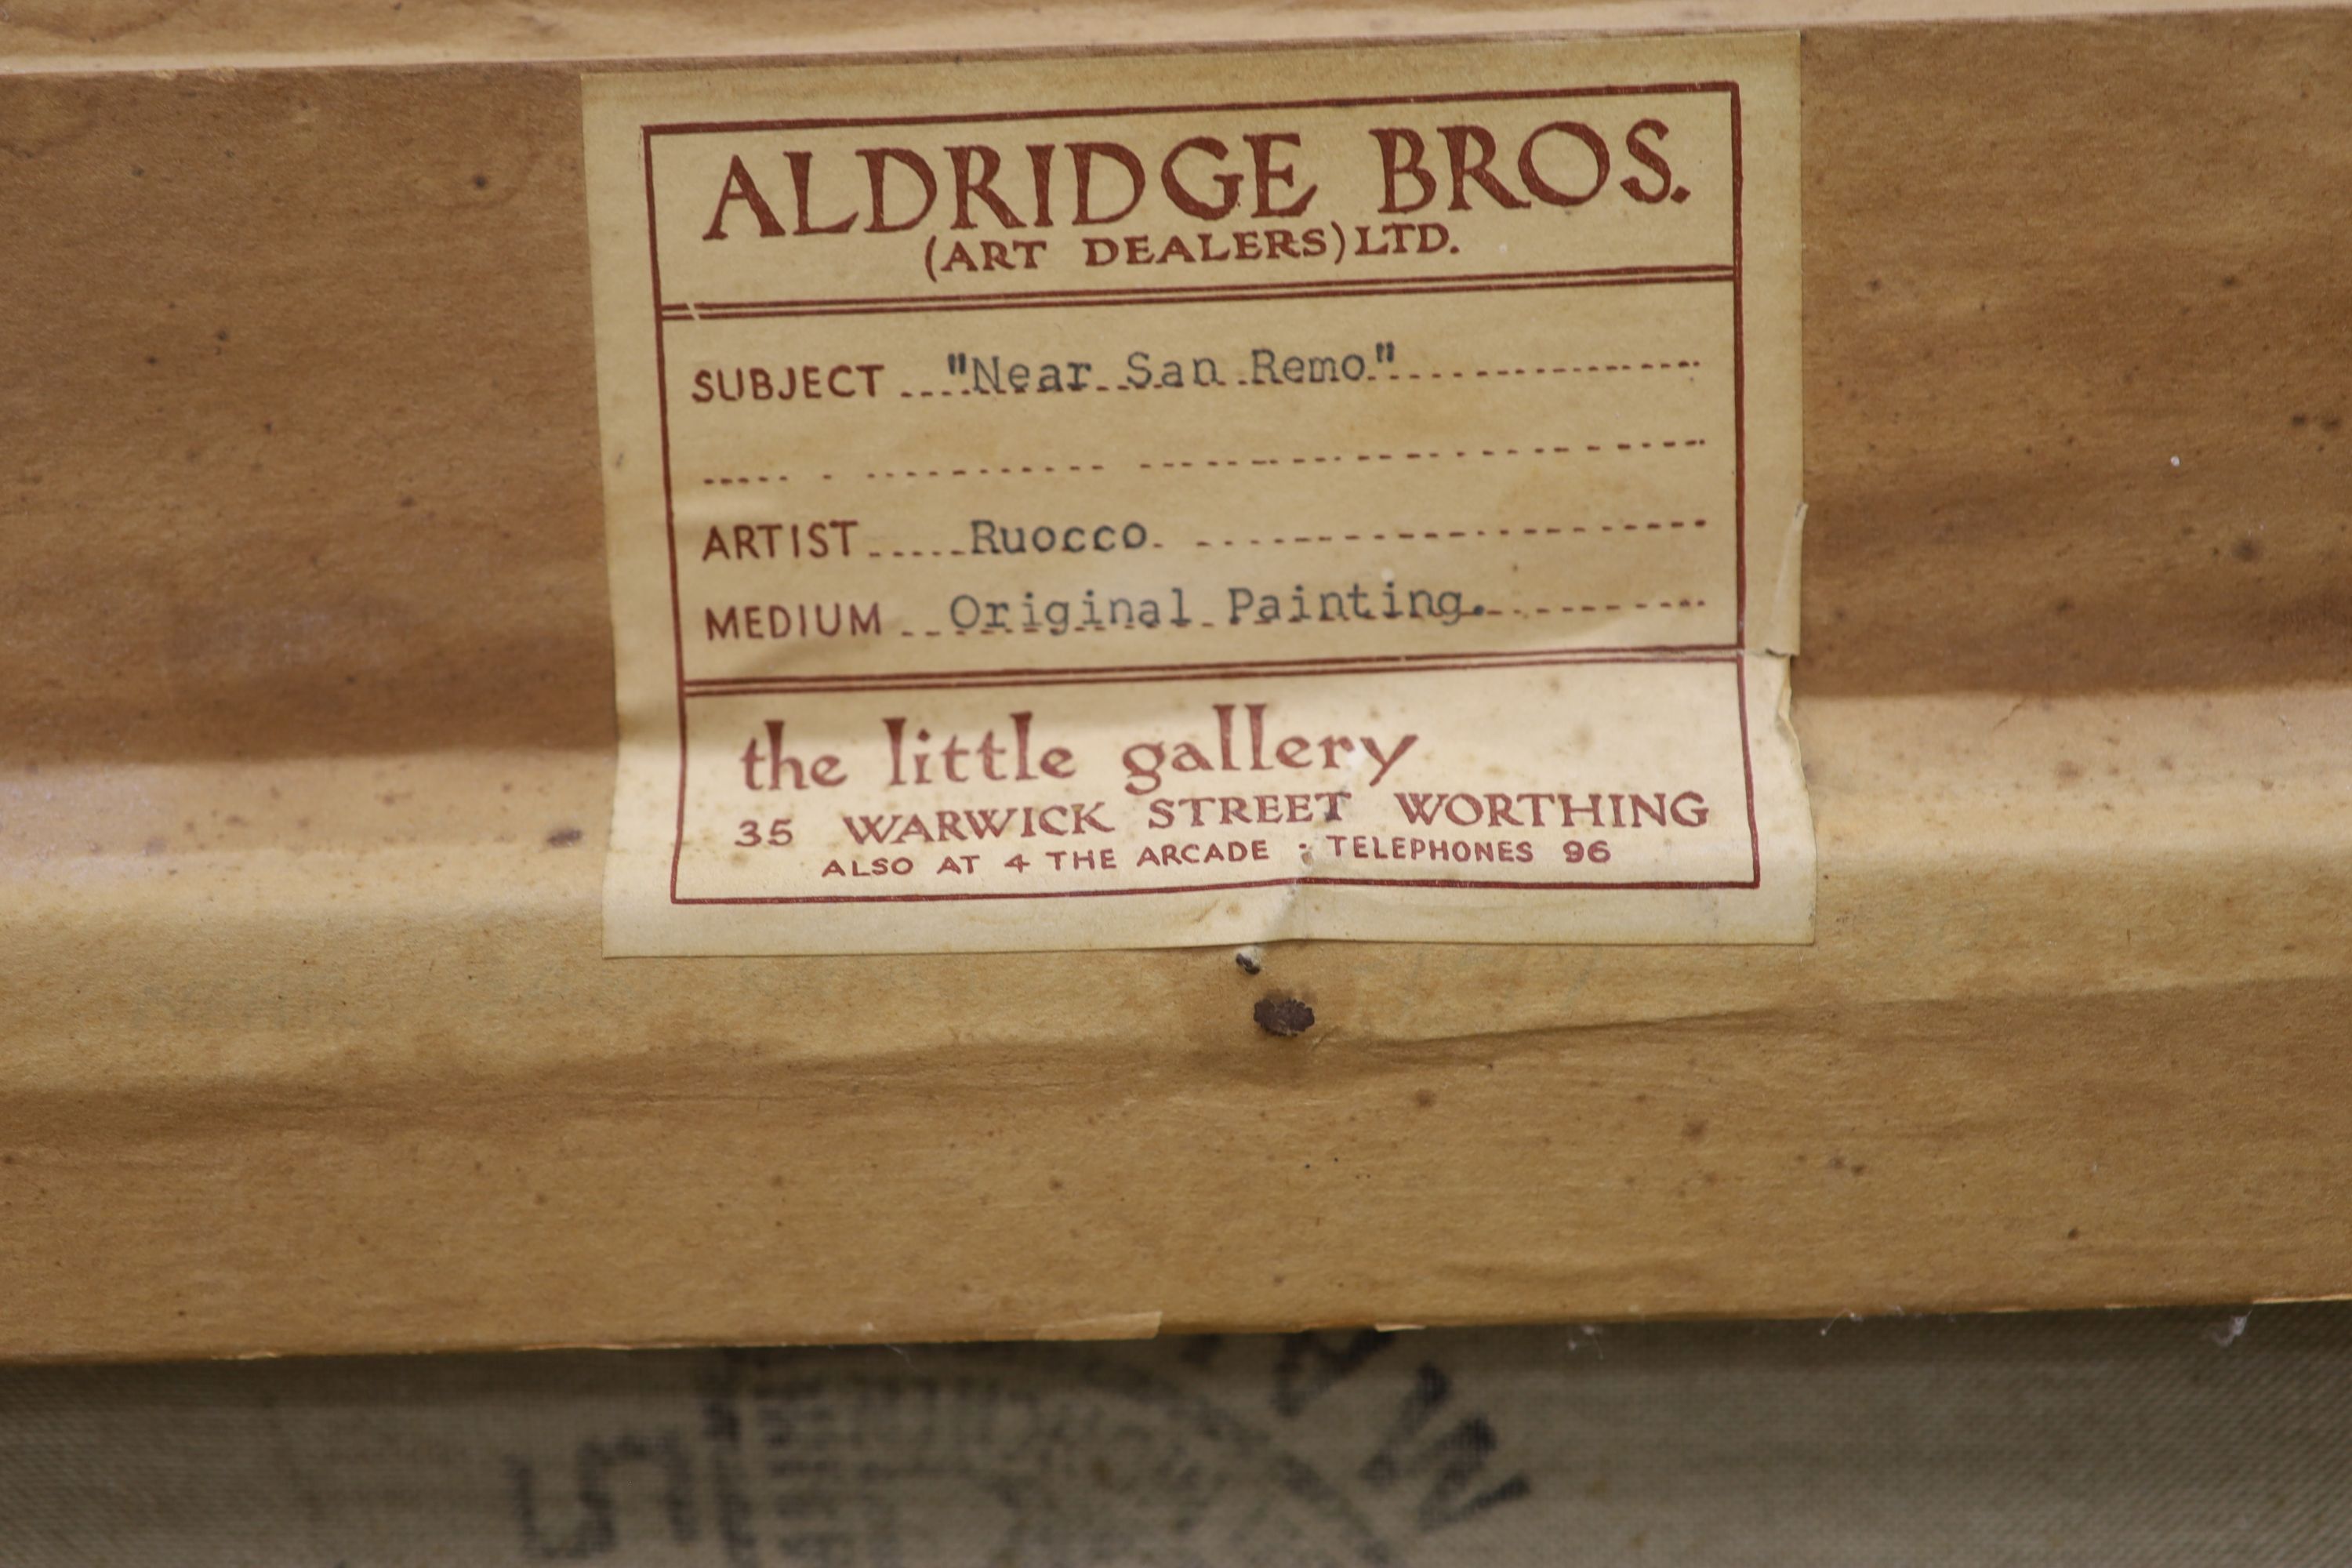 ALDRIDGE BROS.
(ART DEALERS) LTD.
SUBJECT "Near San Remo"
ARTIST Ruocco
MEDIUM Original Painting.
the little gallery
35 WARWICK STREET WORTHING
ALSO AT 4 THE ARCADE : TELEPHONES 96